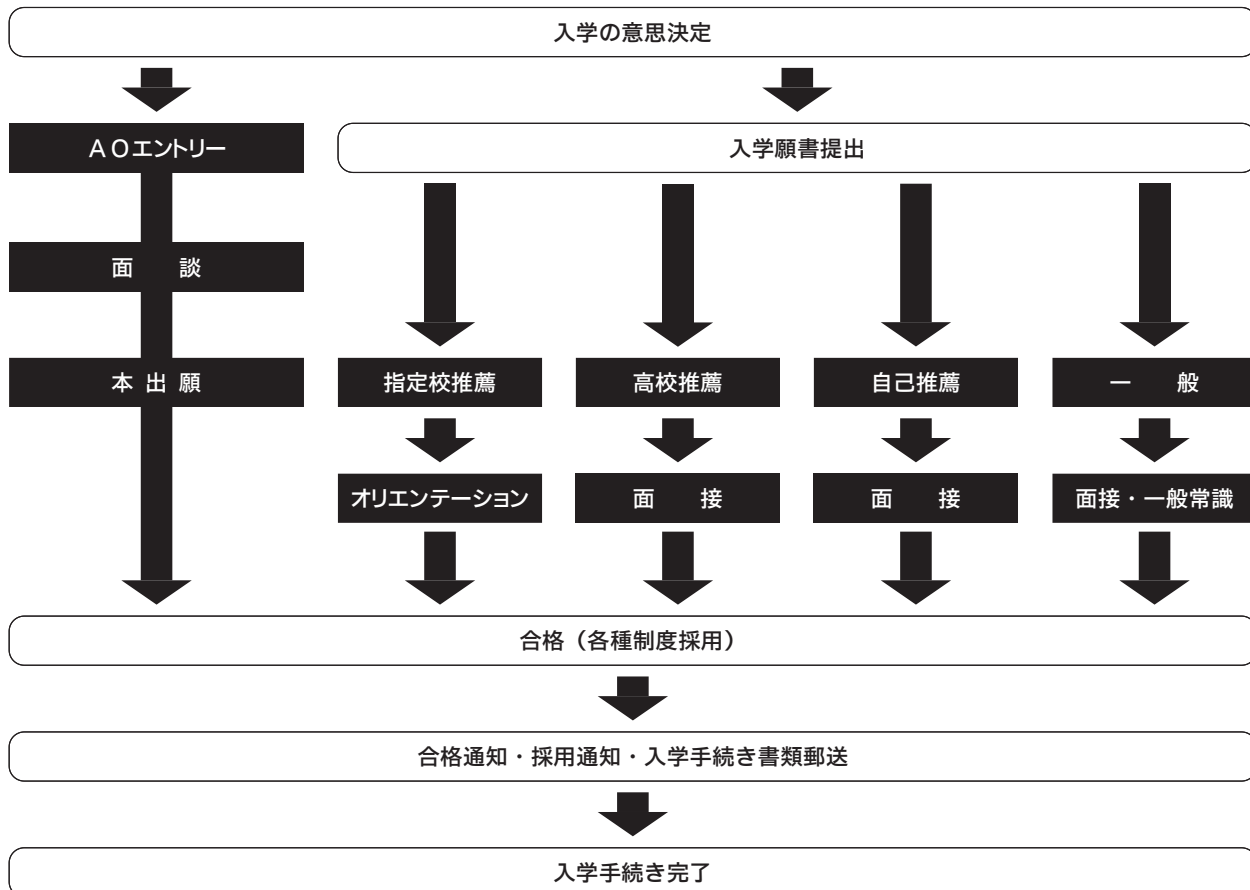 入学の意思決定
ＡＯエントリー
入学願書提出
面　談
本出願
指定校推薦
高校推薦
自己推薦
一　般
オリエンテーション
面　接
面　接
面接・一般常識
合格（各種制度採用）
合格通知・採用通知・入学手続き書類郵送
入学手続き完了